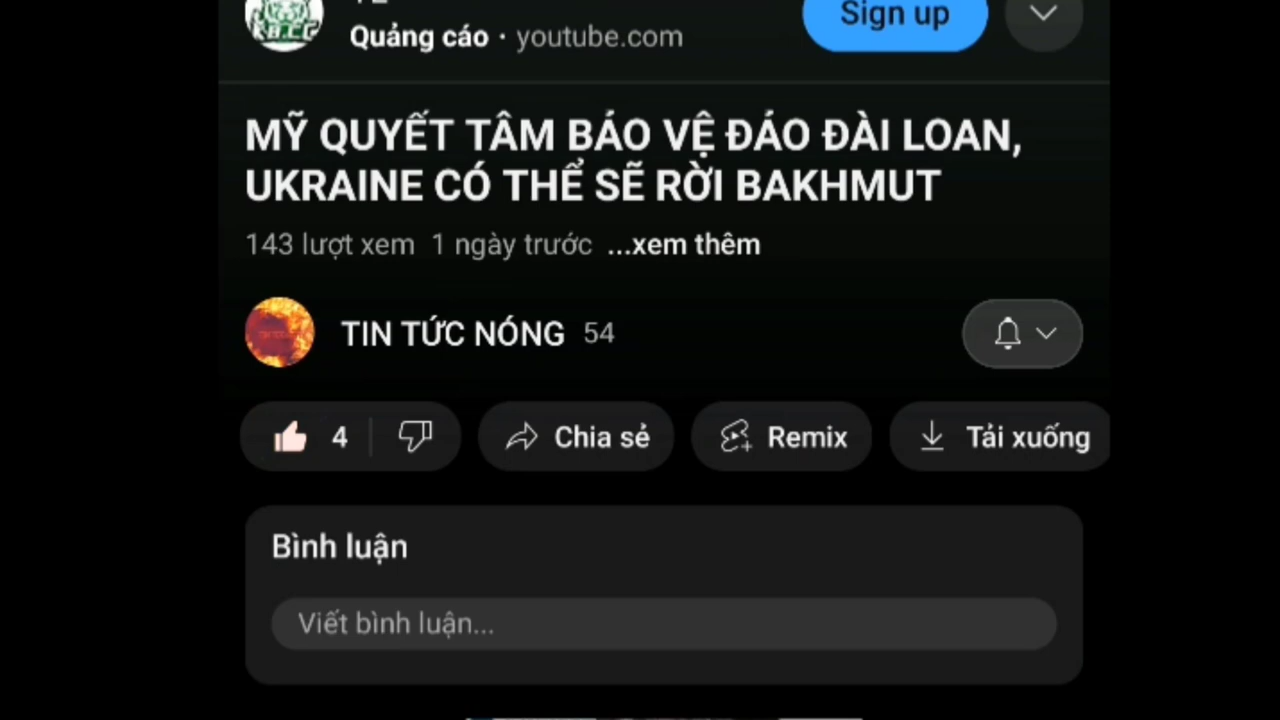 Sign up
Quảng cáo · youtube.com
MỸ QUYẾT TÂM BẢO VỆ ĐẢO ĐÀI LOAN,
UKRAINE CÓ THỂ SẼ RỜI BAKHMUT
143 lượt xem 1 ngày trước ...xem thêm
TIN TỨC NÓNG 54
4 Chia sẻ Remix Tải xuống
Bình luận
Viết bình luận...